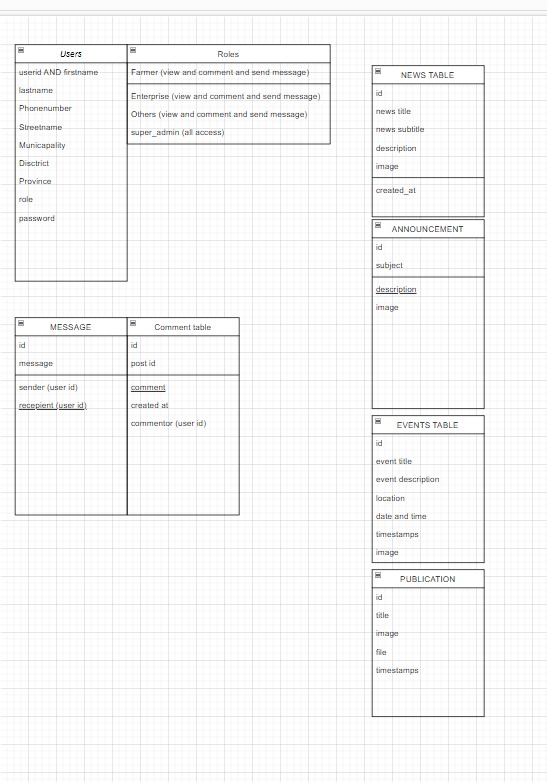 Users
userid AND firstname
lastname
Phonenumber
Streetname
Municapality
Disctrict
Province
role
password
Roles
Farmer (view and comment and send message)
Enterprise (view and comment and send message)
Others (view and comment and send message)
super_admin (all access)
MESSAGE
id
message
sender (user id)
recepient (user id)
Comment table
id
post id
comment
created at
commentor (user id)
NEWS TABLE
id
news title
news subtitle
description
image
created_at
ANNOUNCEMENT
id
subject
description
image
EVENTS TABLE
id
event title
event description
location
date and time
timestamps
image
PUBLICATION
id
title
image
file
timestamps